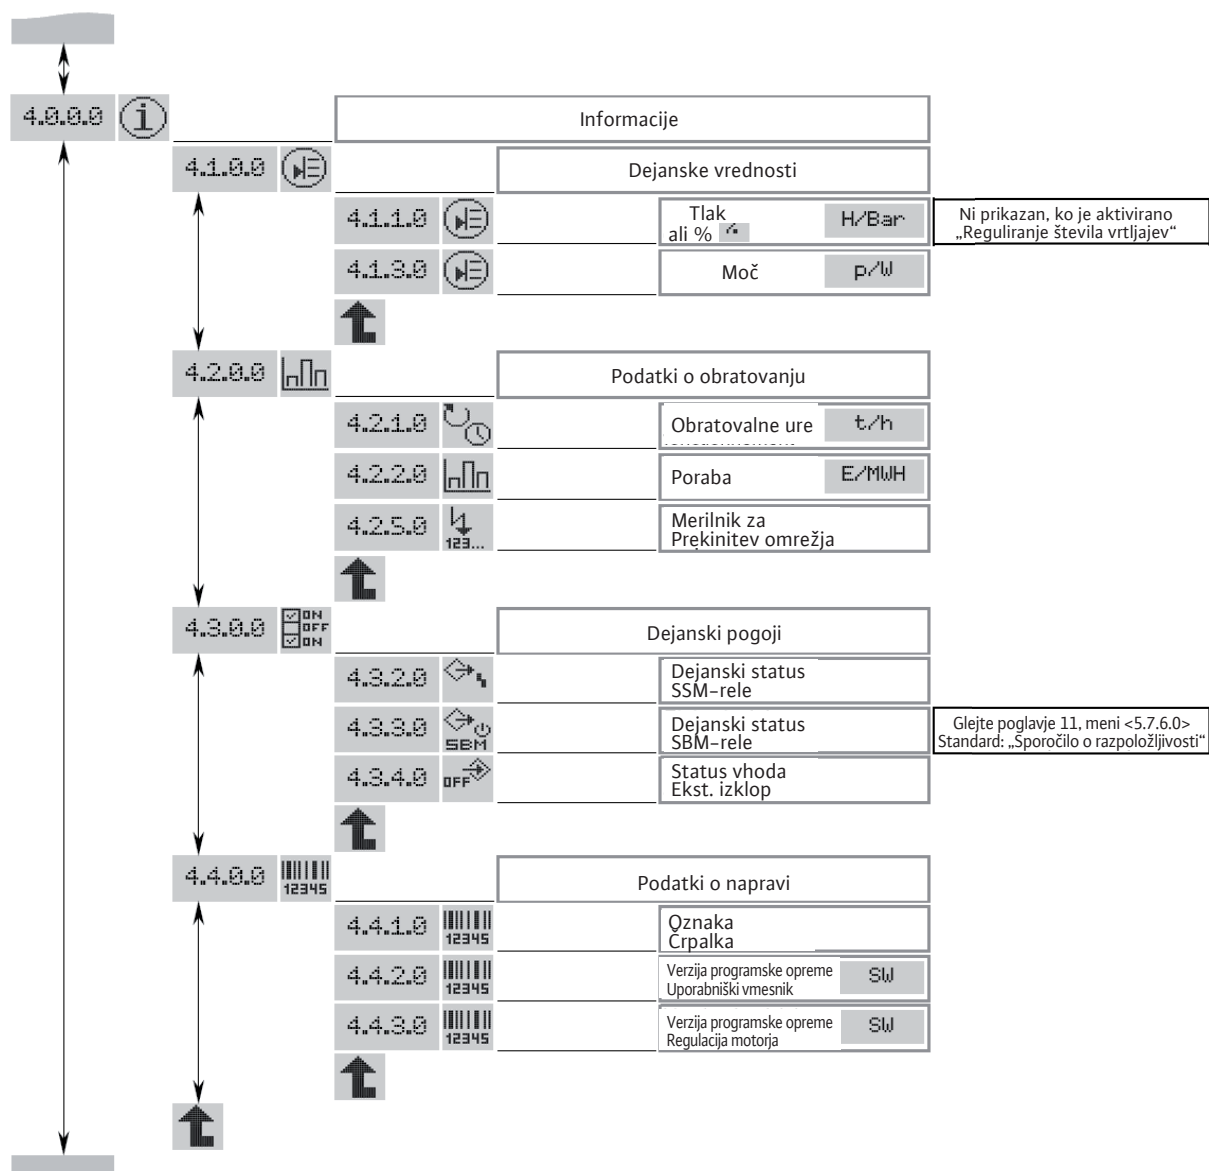 4.0.0.0 i Informacije
4.1.0.0 Dejanske vrednosti
4.1.1.0 Tlak H/Bar
ali % %
Ni prikazan, ko je aktivirano
„Reguliranje števila vrtljajev“
4.1.3.0 Moč p/W
4.2.0.0 Podatki o obratovanju
4.2.1.0 Obratovalne ure t/h
4.2.2.0 Poraba E/MWH
4.2.5.0 123... Merilnik za
Prekinitev omrežja
4.3.0.0 ON
OFF
ON
Dejanski pogoji
4.3.2.0 Dejanski status
SSM-rele
4.3.3.0 SBM Dejanski status
SBM-rele
Glejte poglavje 11, meni <5.7.6.0>
Standard: „Sporočilo o razpoložljivosti“
4.3.4.0 OFF Status vhoda
Ekst. izklop
4.4.0.0 12345 Podatki o napravi
4.4.1.0 12345 Oznaka
Črpalka
4.4.2.0 12345 Verzija programske opreme SW
Uporabniški vmesnik
4.4.3.0 12345 Verzija programske opreme SW
Regulacija motorja